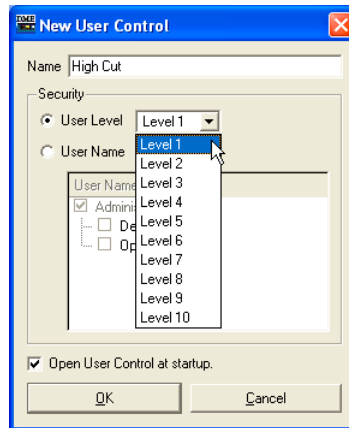 DME
New User Control
Name High Cut
Security
User Level Level 1
User Name
Level 1
Level 2
Level 3
Level 4
Level 5
Level 6
Level 7
Level 8
Level 9
Level 10
User Name
Admini
De
Op
Open User Control at startup.
OK Cancel